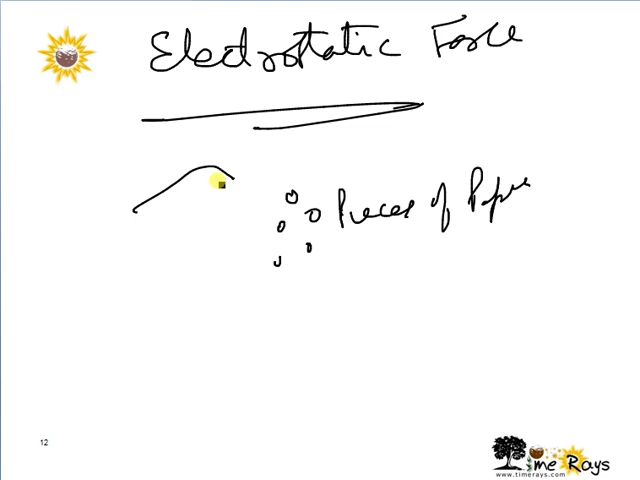 Electrostatic Force
Pieces of Paper
12
Time Rays
www.timerays.com